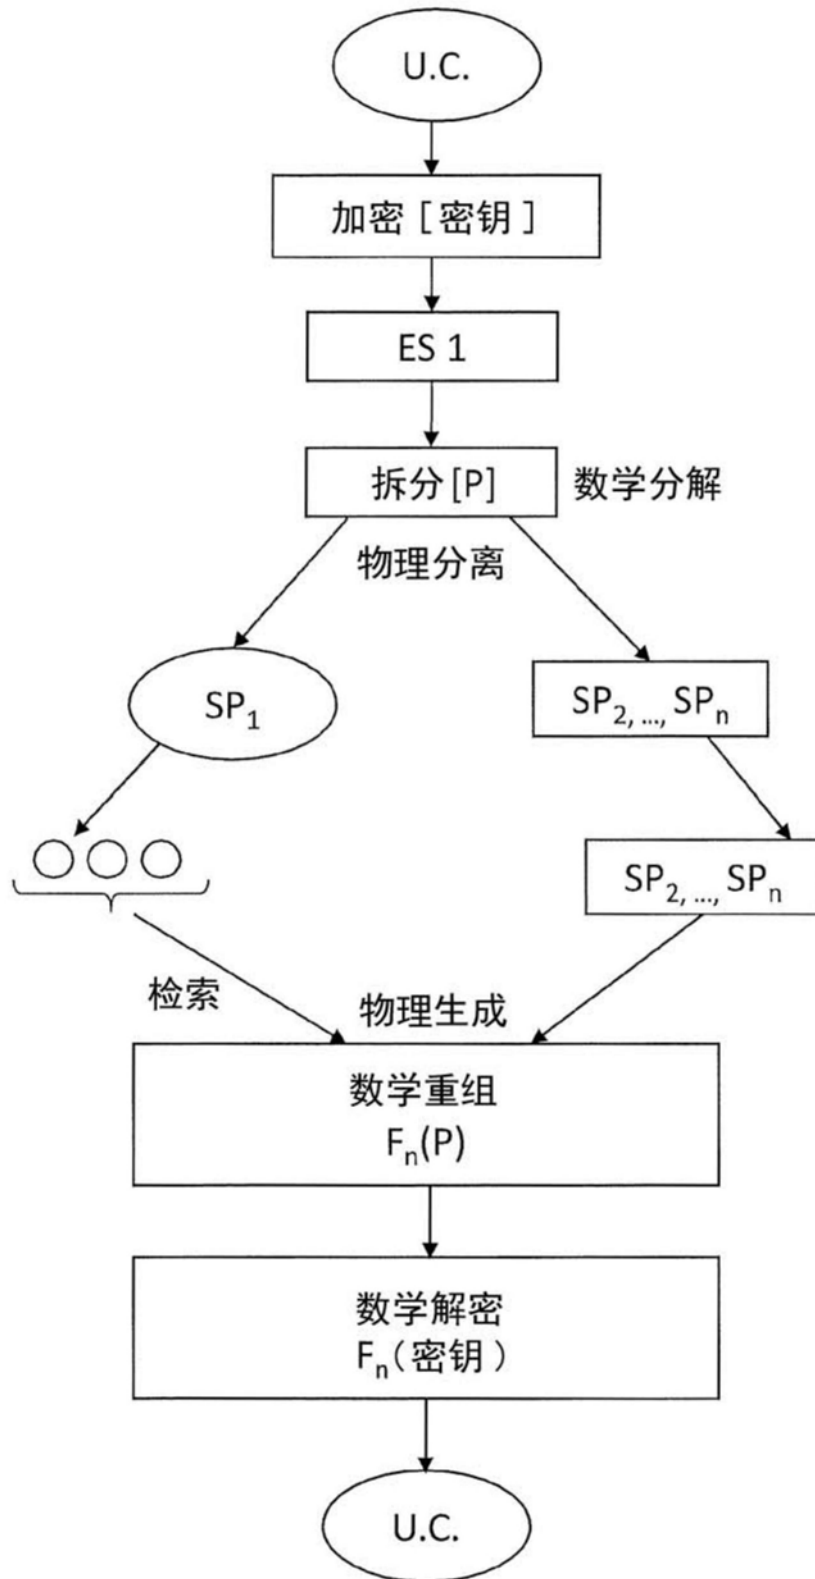 U.C.
加密［密钥］
ES 1
拆分[P]
数学分解
物理分离
SP₁
SP₂, ..., SPₙ
SP₂, ..., SPₙ
检索
物理生成
数学重组
Fₙ(P)
数学解密
Fₙ（密钥）
U.C.